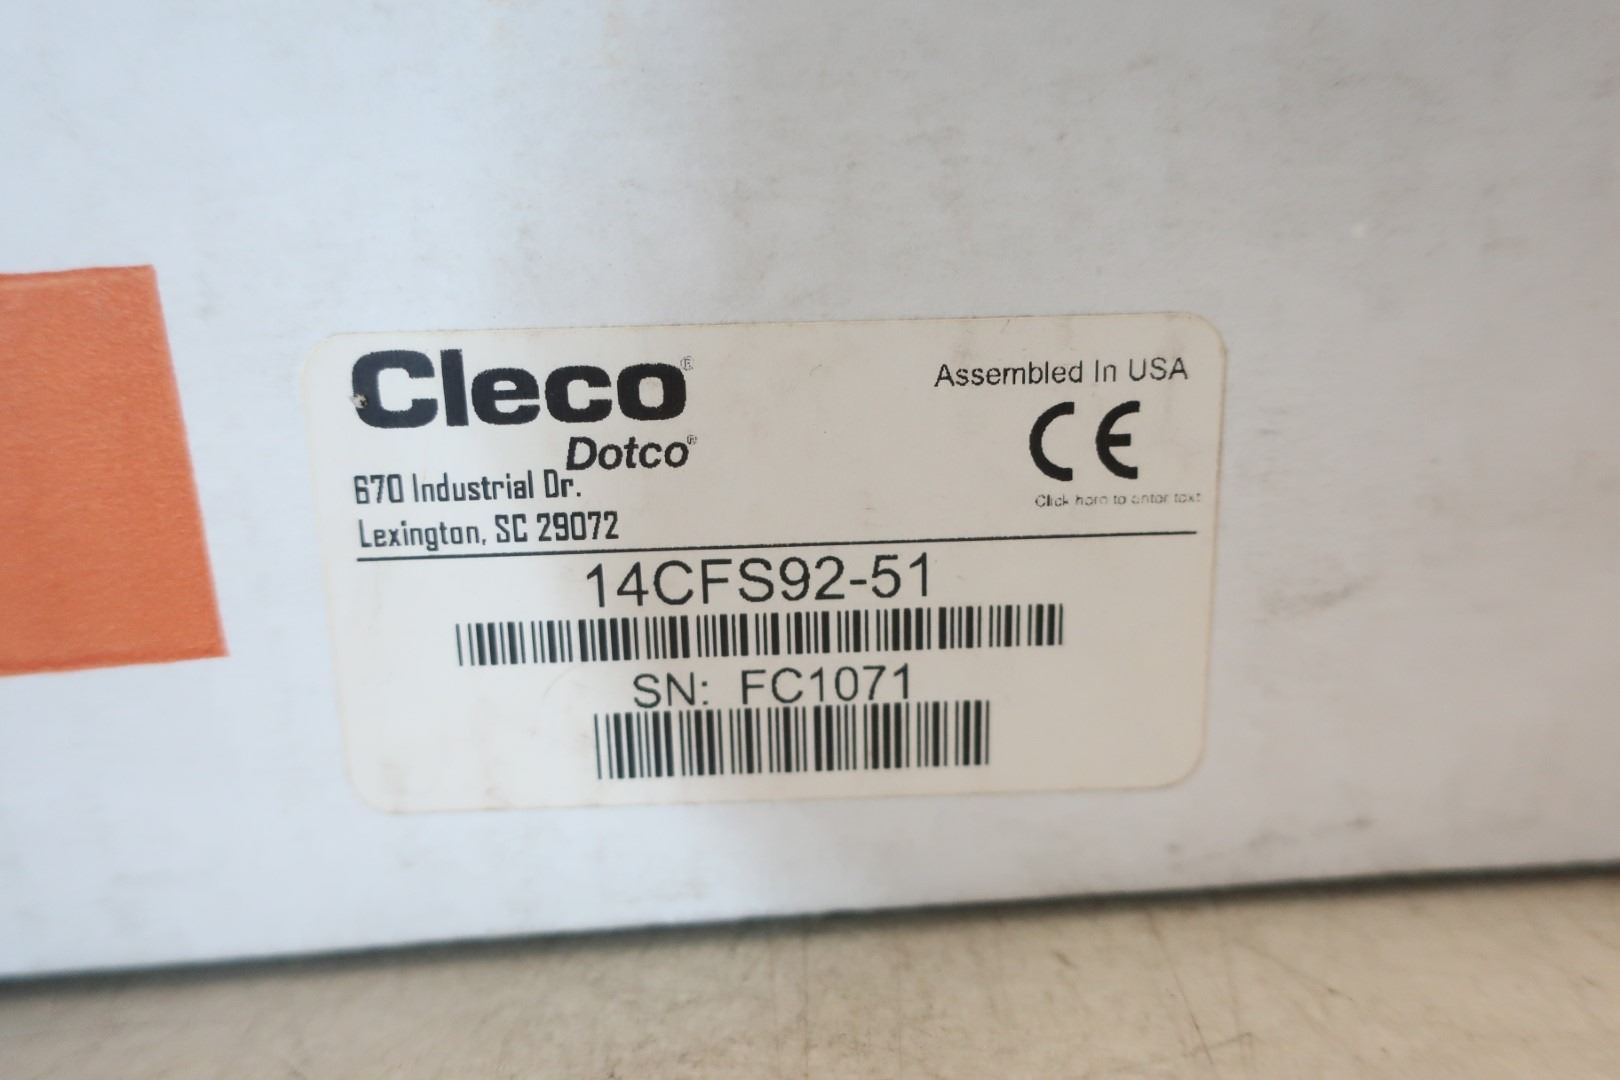 Cleco®
Dotco®
670 Industrial Dr.
Lexington, SC 29072
Assembled In USA
CE
Click here to enter text
14CFS92-51
SN: FC1071